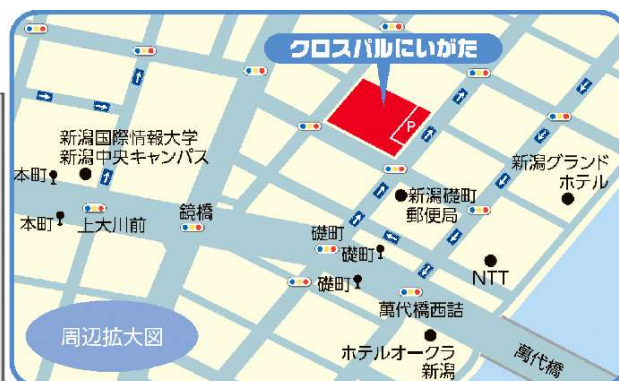 クロスパルにいがた
P
新潟国際情報大学
新潟中央キャンパス
本町
本町
上大川前
鏡橋
礎町
礎町
礎町
新潟礎町
郵便局
新潟グランド
ホテル
NTT
萬代橋西詰
ホテルオークラ
新潟
萬代橋
周辺拡大図